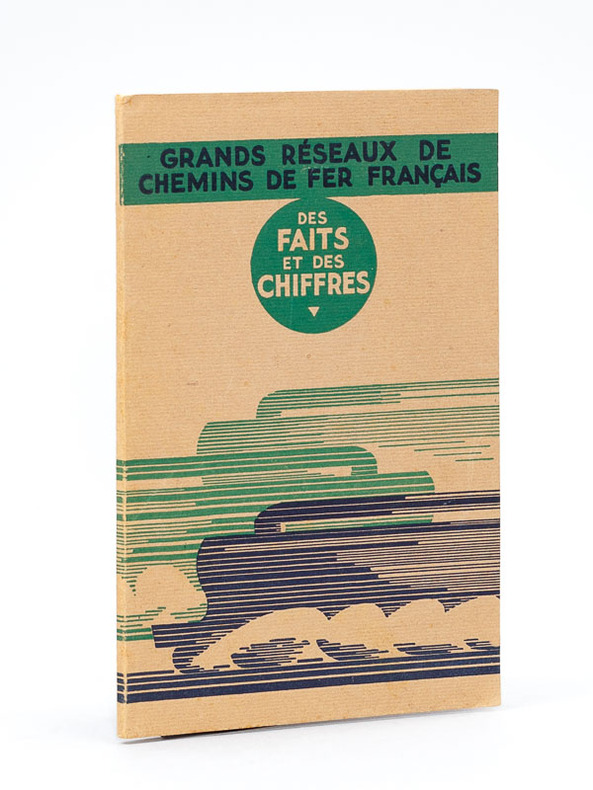 GRANDS RÉSEAUX DE
CHEMINS DE FER FRANÇAIS
DES
FAITS
ET DES
CHIFFRES